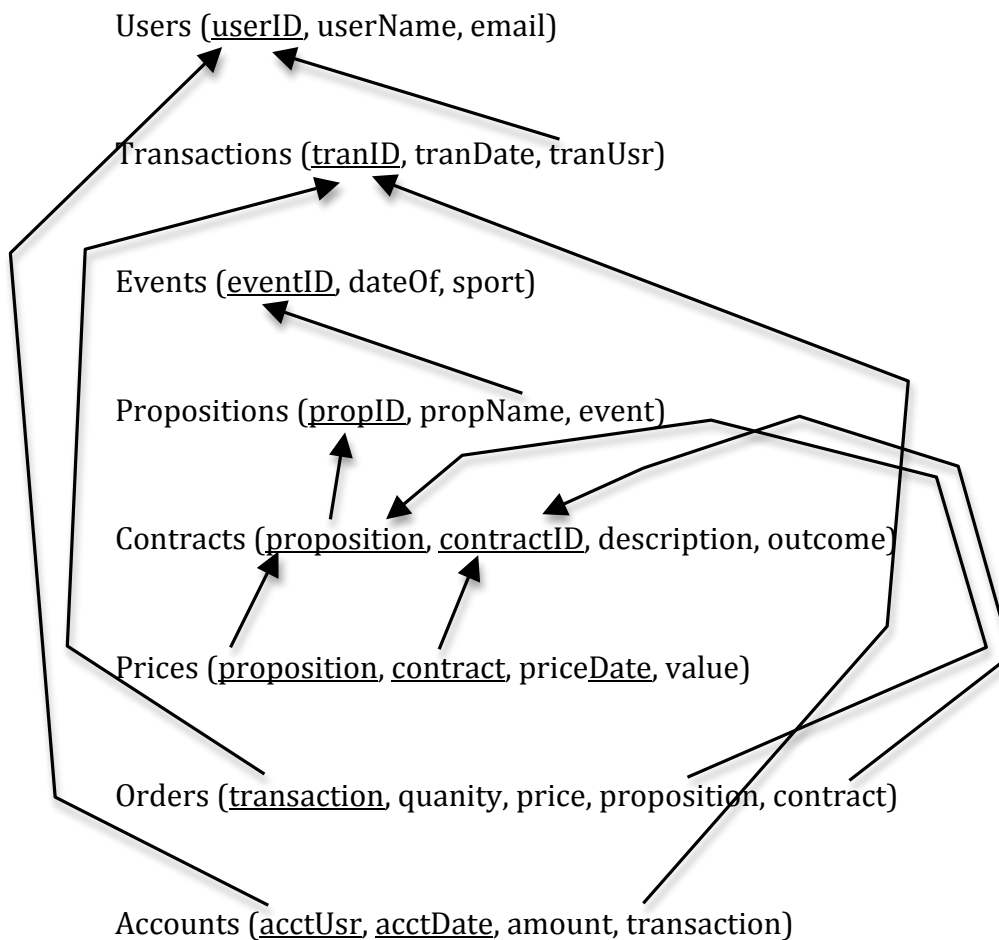 Users (userID, userName, email)
Transactions (tranID, tranDate, tranUsr)
Events (eventID, dateOf, sport)
Propositions (propID, propName, event)
Contracts (proposition, contractID, description, outcome)
Prices (proposition, contract, priceDate, value)
Orders (transaction, quanity, price, proposition, contract)
Accounts (acctUsr, acctDate, amount, transaction)